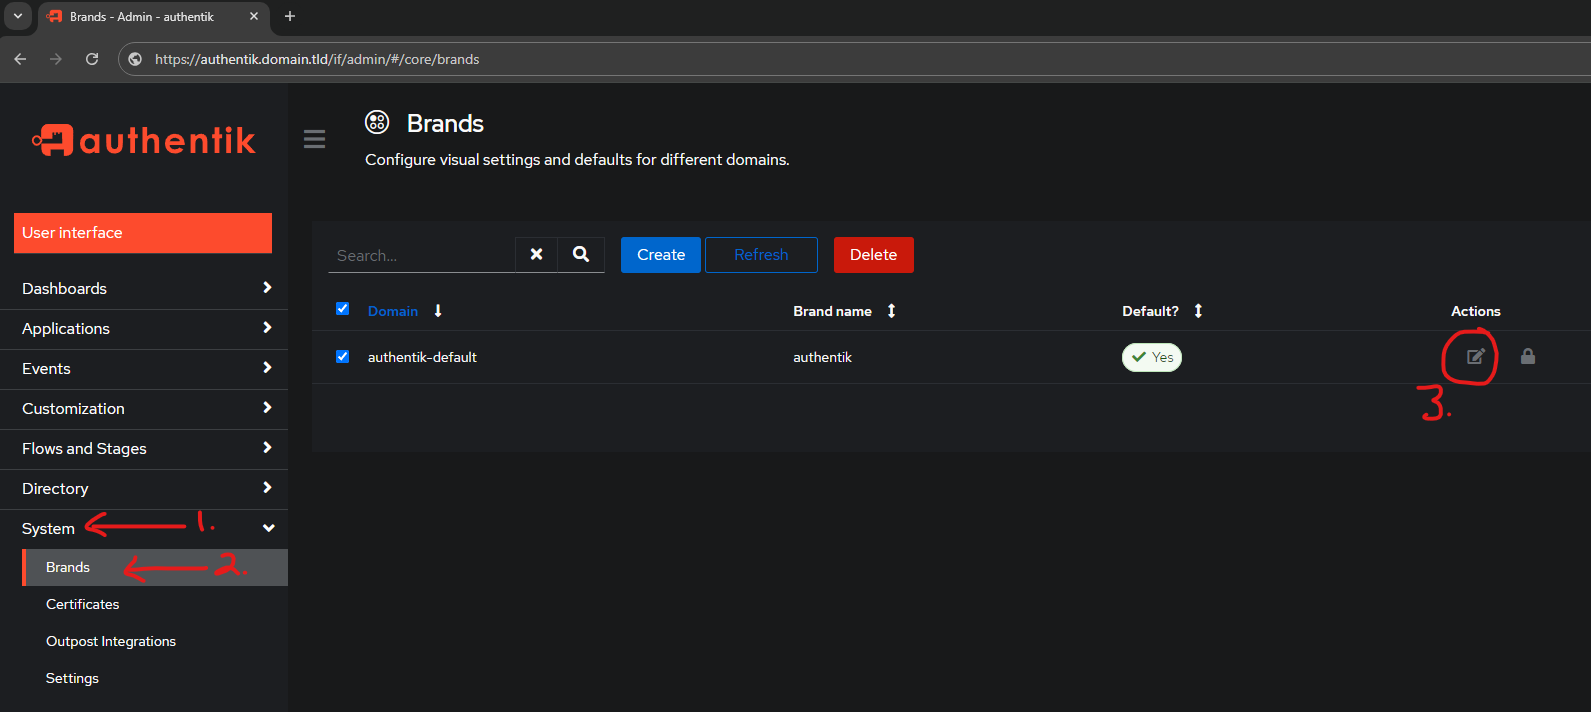 Brands - Admin - authentik
https://authentik.domain.tld/if/admin/#/core/brands
authentik
Brands
Configure visual settings and defaults for different domains.
User interface
Search...
Create
Refresh
Delete
Domain
Brand name
Default?
Actions
authentik-default
authentik
Yes
3.
Dashboards
Applications
Events
Customization
Flows and Stages
Directory
System
1.
Brands
2.
Certificates
Outpost Integrations
Settings